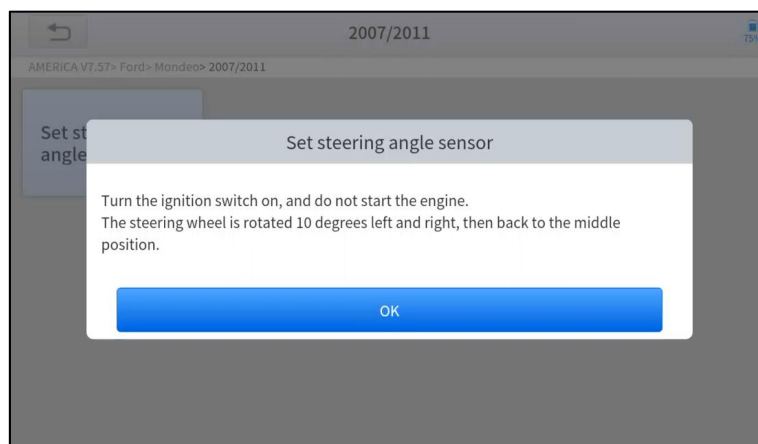 2007/2011
75%
AMERICA V7.57> Ford> Mondeo> 2007/2011
Set st
angle
Set steering angle sensor
Turn the ignition switch on, and do not start the engine.
The steering wheel is rotated 10 degrees left and right, then back to the middle
position.
OK